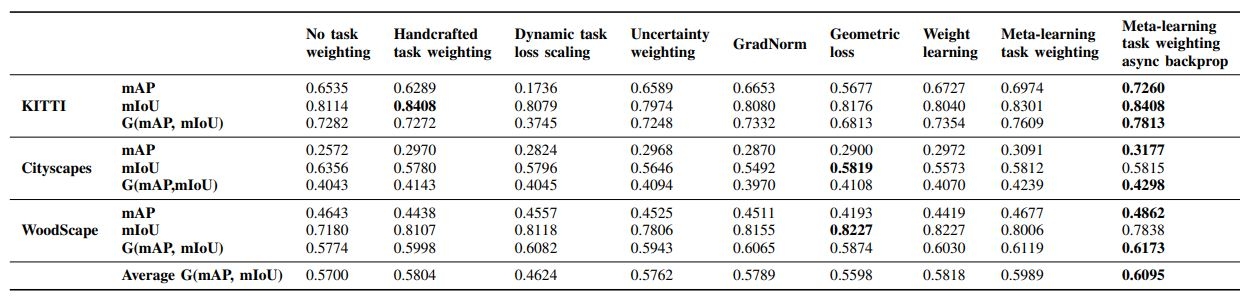 No task weighting Handcrafted task weighting Dynamic task loss scaling Uncertainty weighting GradNorm Geometric loss Weight learning Meta-learning task weighting Meta-learning task weighting async backprop
mAP 0.6535 0.6289 0.1736 0.6589 0.6653 0.5677 0.6727 0.6974 0.7260
KITTI mIoU 0.8114 0.8408 0.8079 0.7974 0.8080 0.8176 0.8040 0.8301 0.8408
G(mAP, mIoU) 0.7282 0.7272 0.3745 0.7248 0.7332 0.6813 0.7354 0.7609 0.7813
mAP 0.2572 0.2970 0.2824 0.2968 0.2870 0.2900 0.2972 0.3091 0.3177
Cityscapes mIoU 0.6356 0.5780 0.5796 0.5646 0.5492 0.5819 0.5573 0.5812 0.5815
G(mAP,mIoU) 0.4043 0.4143 0.4045 0.4094 0.3970 0.4108 0.4070 0.4239 0.4298
mAP 0.4643 0.4438 0.4557 0.4525 0.4511 0.4193 0.4419 0.4677 0.4862
WoodScape mIoU 0.7180 0.8107 0.8118 0.7806 0.8155 0.8227 0.8227 0.8006 0.7838
G(mAP, mIoU) 0.5774 0.5998 0.6082 0.5943 0.6065 0.5874 0.6030 0.6119 0.6173
Average G(mAP, mIoU) 0.5700 0.5804 0.4624 0.5762 0.5789 0.5598 0.5818 0.5989 0.6095